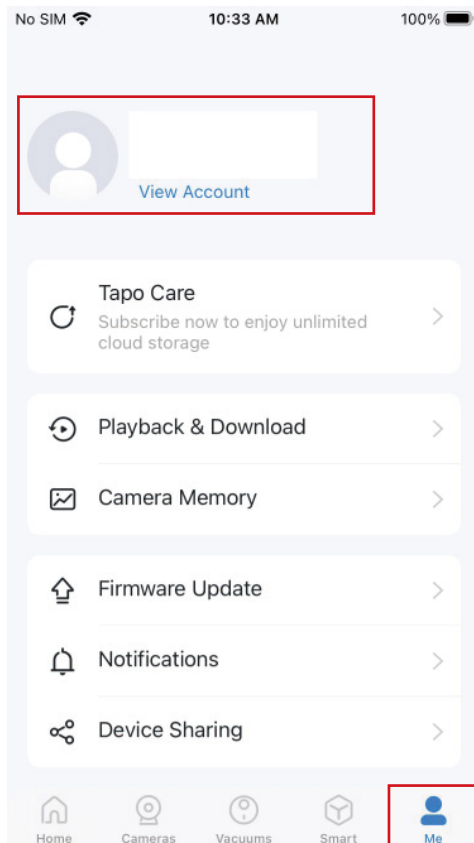 No SIM 10:33 AM 100%
View Account
Tapo Care
Subscribe now to enjoy unlimited
cloud storage
Playback & Download
Camera Memory
Firmware Update
Notifications
Device Sharing
Home Cameras Vacuums Smart Me